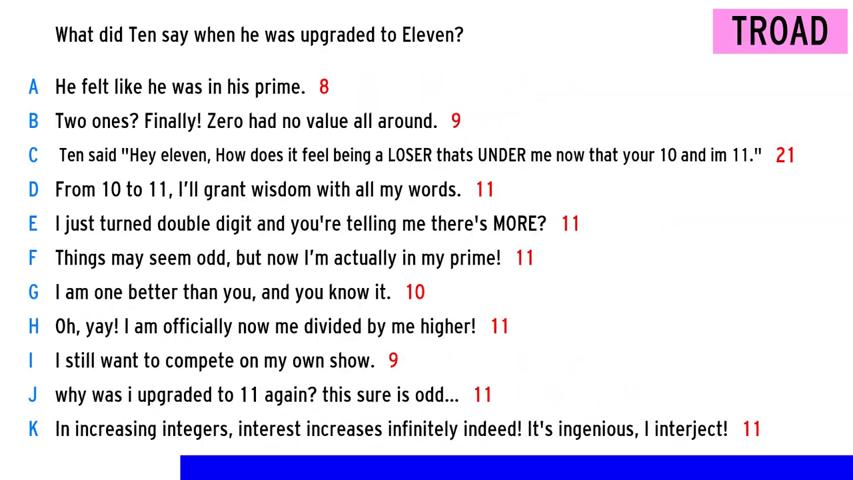 What did Ten say when he was upgraded to Eleven?
TROAD
A He felt like he was in his prime. 8
B Two ones? Finally! Zero had no value all around. 9
C Ten said "Hey eleven, How does it feel being a LOSER thats UNDER me now that your 10 and im 11." 21
D From 10 to 11, I’ll grant wisdom with all my words. 11
E I just turned double digit and you're telling me there's MORE? 11
F Things may seem odd, but now I’m actually in my prime! 11
G I am one better than you, and you know it. 10
H Oh, yay! I am officially now me divided by me higher! 11
I I still want to compete on my own show. 9
J why was i upgraded to 11 again? this sure is odd... 11
K In increasing integers, interest increases infinitely indeed! It's ingenious, I interject! 11